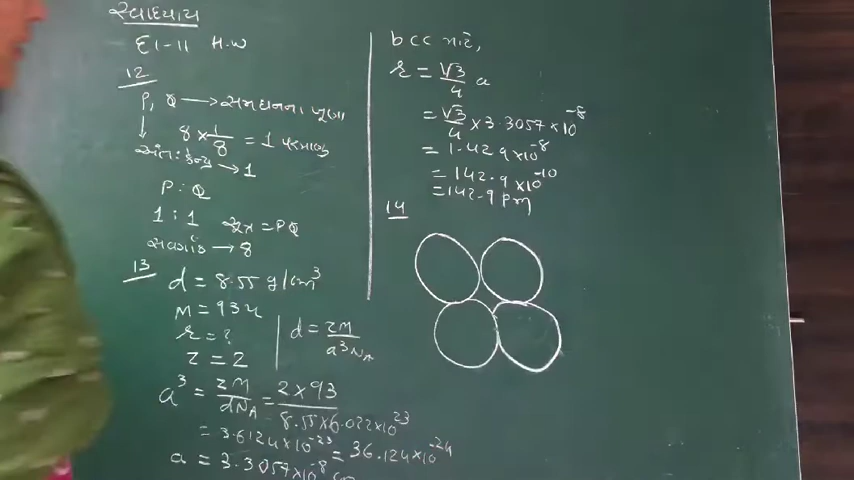 સ્વાધ્યાય
E1-11 H.W
12
P, Q → સમઘનના ખૂણા
8 × 1/8 = 1 પરમાણુ
અંતઃકેન્દ્ર → 1
P : Q
1 : 1 સૂત્ર = PQ
સવર્ગાંક → 8
13 d = 8.55 g/cm³
M = 93u
r = ?
z = 2
d = zM/a³NA
a³ = zM/dNA = 2×93/8.55×6.022×10²³
= 3.6124×10⁻²³ = 36.124×10⁻²⁴
a = 3.3057×10⁻⁸ cm
bcc માટે,
r = √3/4 a
= √3/4 × 3.3057×10⁻⁸
= 1.429×10⁻⁸
= 142.9×10⁻¹⁰
= 142.9 pm
14